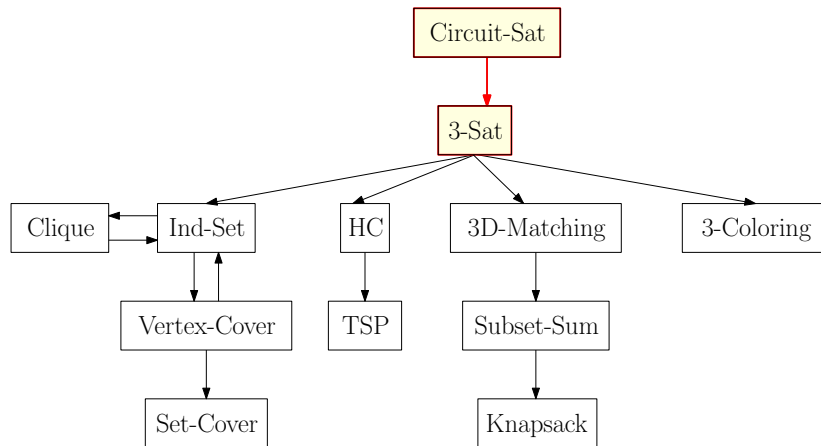 Circuit-Sat
3-Sat
Clique
Ind-Set
HC
3D-Matching
3-Coloring
Vertex-Cover
TSP
Subset-Sum
Set-Cover
Knapsack